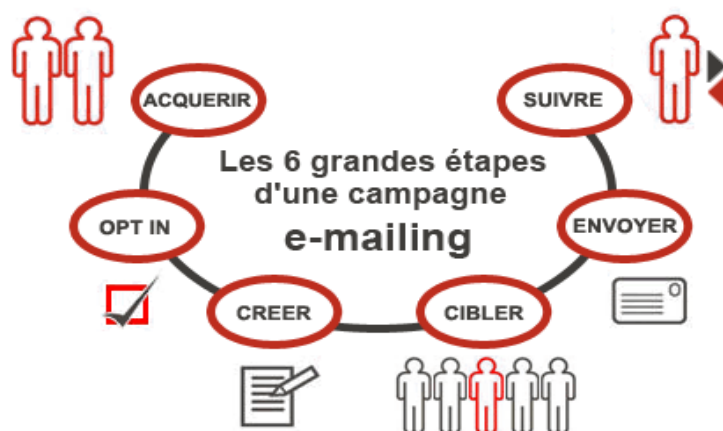 ACQUERIR
SUIVRE
Les 6 grandes étapes
d'une campagne
e-mailing
OPT IN
ENVOYER
CREER
CIBLER